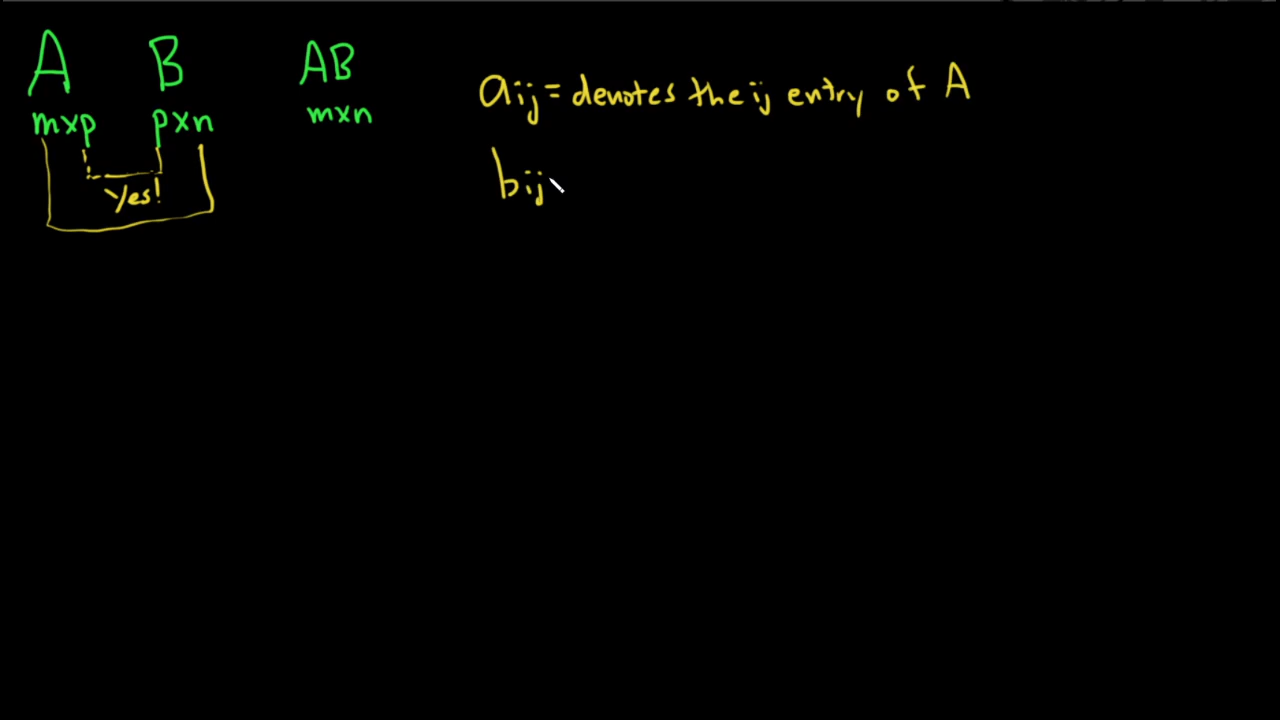 A B AB
mxp pxn mxn
Yes!
aij = denotes the ij entry of A
bij